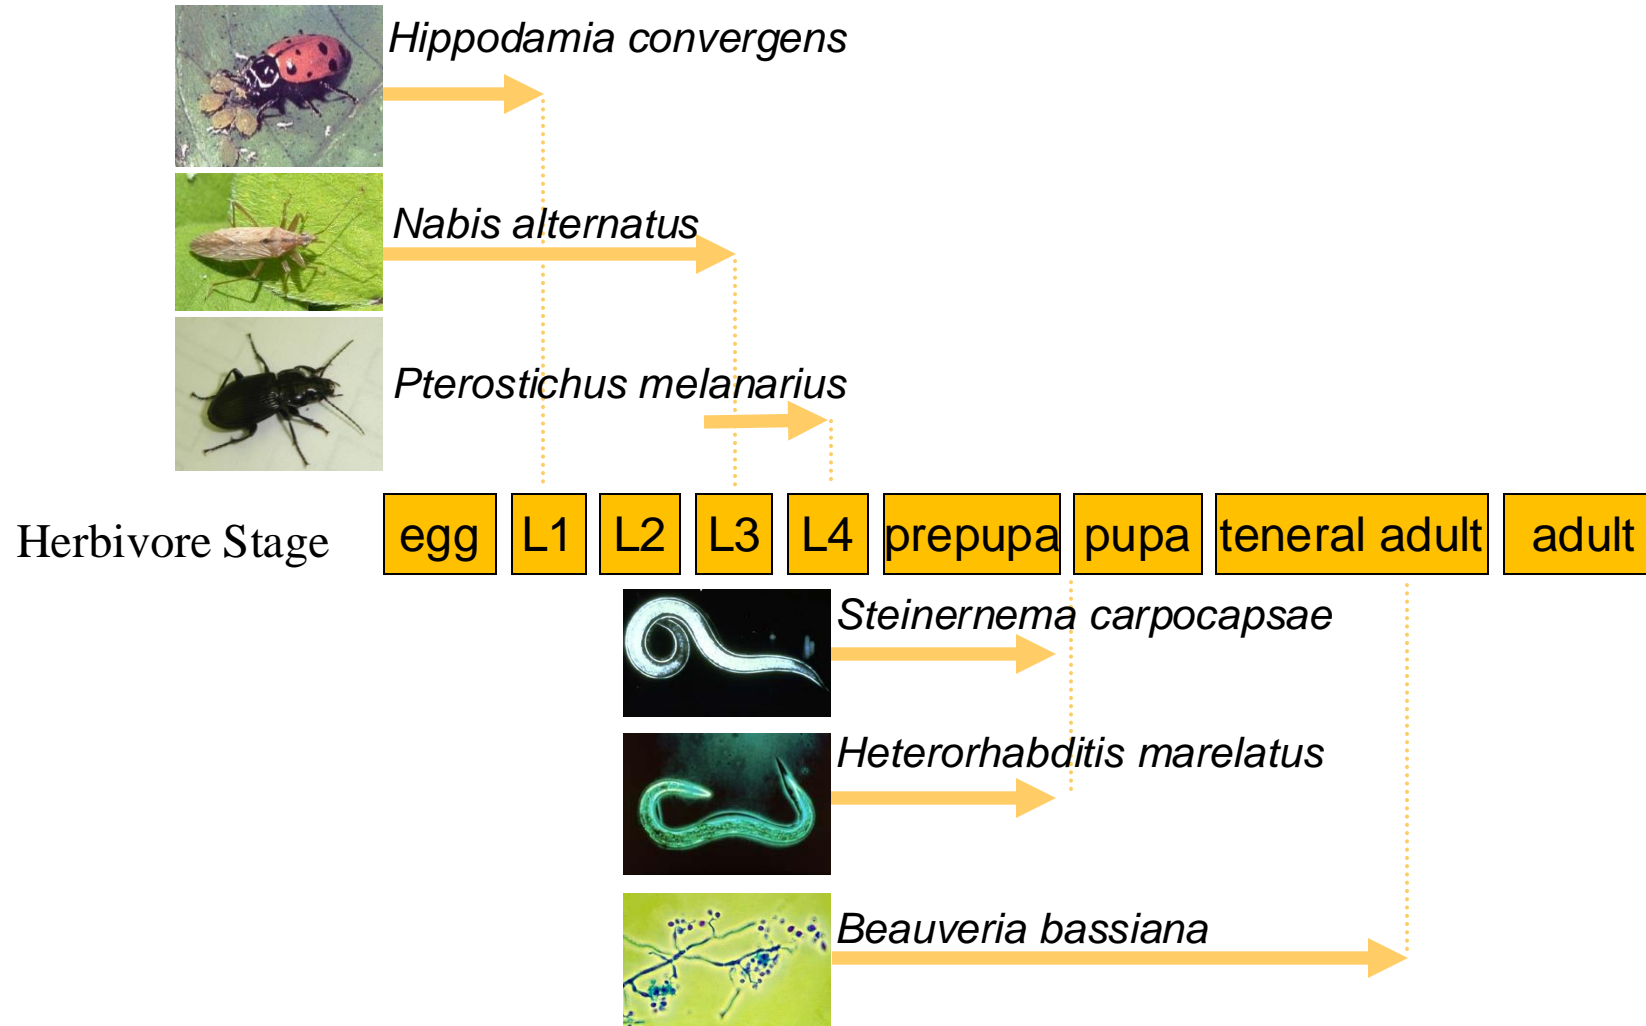 Hippodamia convergens
Nabis alternatus
Pterostichus melanarius
Herbivore Stage
egg
L1
L2
L3
L4
prepupa
pupa
teneral adult
adult
Steinernema carpocapsae
Heterorhabditis marelatus
Beauveria bassiana